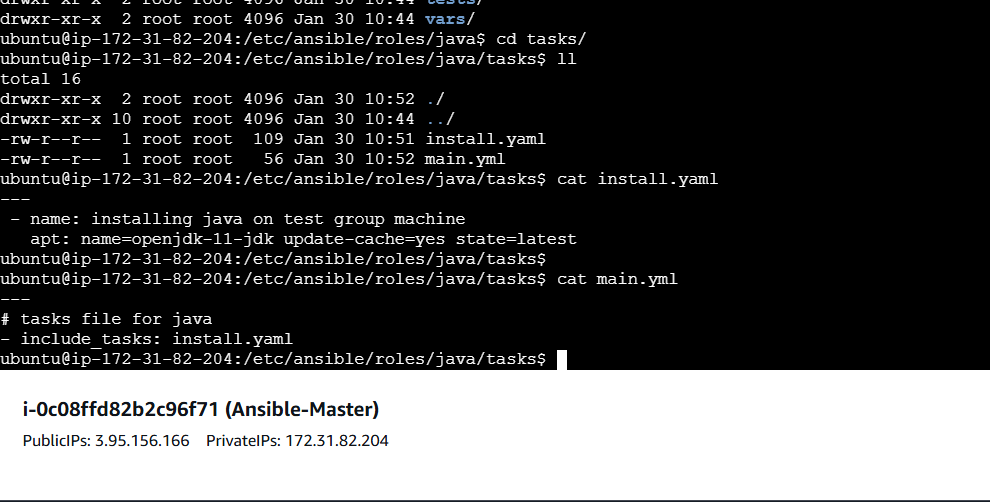 drwxr-xr-x  2 root root 4096 Jan 30 10:44 tests/
drwxr-xr-x  2 root root 4096 Jan 30 10:44 vars/
ubuntu@ip-172-31-82-204:/etc/ansible/roles/java$ cd tasks/
ubuntu@ip-172-31-82-204:/etc/ansible/roles/java/tasks$ ll
total 16
drwxr-xr-x  2 root root 4096 Jan 30 10:52 ./
drwxr-xr-x 10 root root 4096 Jan 30 10:44 ../
-rw-r--r--  1 root root  109 Jan 30 10:51 install.yaml
-rw-r--r--  1 root root   56 Jan 30 10:52 main.yml
ubuntu@ip-172-31-82-204:/etc/ansible/roles/java/tasks$ cat install.yaml
---
 - name: installing java on test group machine
   apt: name=openjdk-11-jdk update-cache=yes state=latest
ubuntu@ip-172-31-82-204:/etc/ansible/roles/java/tasks$
ubuntu@ip-172-31-82-204:/etc/ansible/roles/java/tasks$ cat main.yml
---
# tasks file for java
- include_tasks: install.yaml
ubuntu@ip-172-31-82-204:/etc/ansible/roles/java/tasks$
i-0c08ffd82b2c96f71 (Ansible-Master)
PublicIPs: 3.95.156.166    PrivateIPs: 172.31.82.204